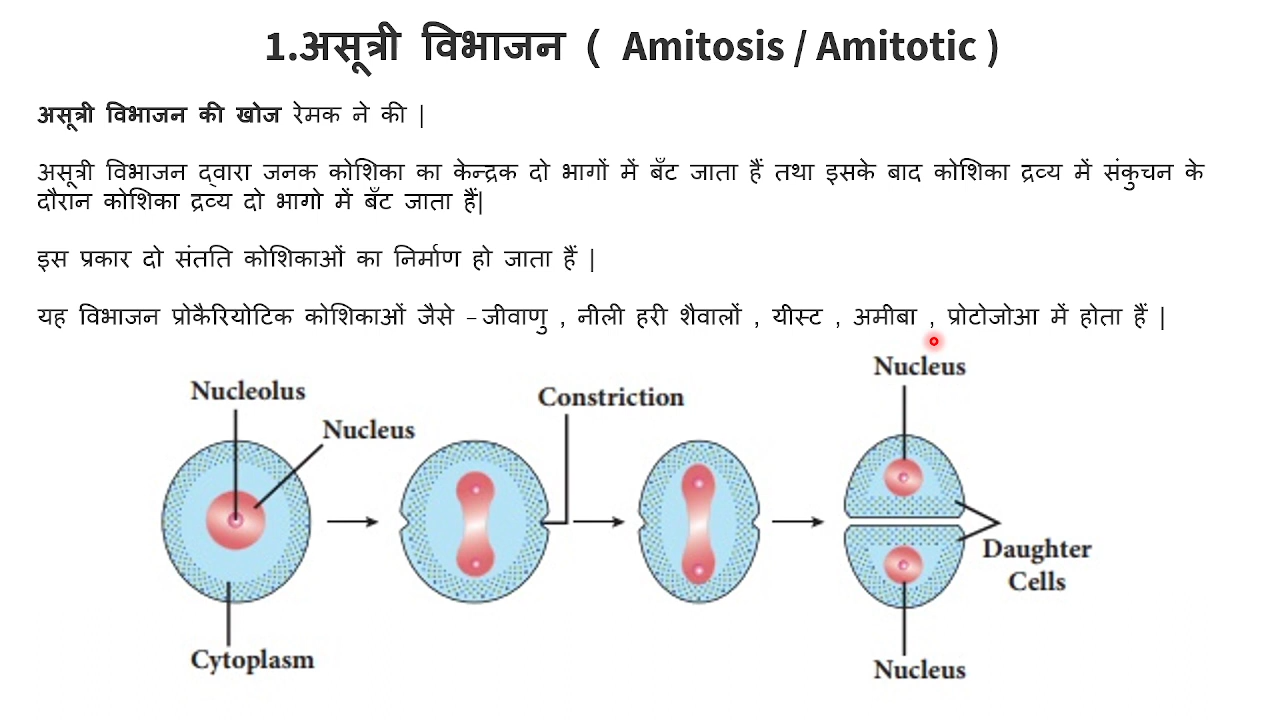 1.असूत्री विभाजन ( Amitosis / Amitotic )
असूत्री विभाजन की खोज रेमक ने की |
असूत्री विभाजन द्वारा जनक कोशिका का केन्द्रक दो भागों में बँट जाता हैं तथा इसके बाद कोशिका द्रव्य में संकुचन के
दौरान कोशिका द्रव्य दो भागो में बँट जाता हैं|
इस प्रकार दो संतति कोशिकाओं का निर्माण हो जाता हैं |
यह विभाजन प्रोकैरियोटिक कोशिकाओं जैसे – जीवाणु , नीली हरी शैवालों , यीस्ट , अमीबा , प्रोटोजोआ में होता हैं |
Nucleolus
Nucleus
Constriction
Nucleus
Daughter
Cells
Cytoplasm
Nucleus